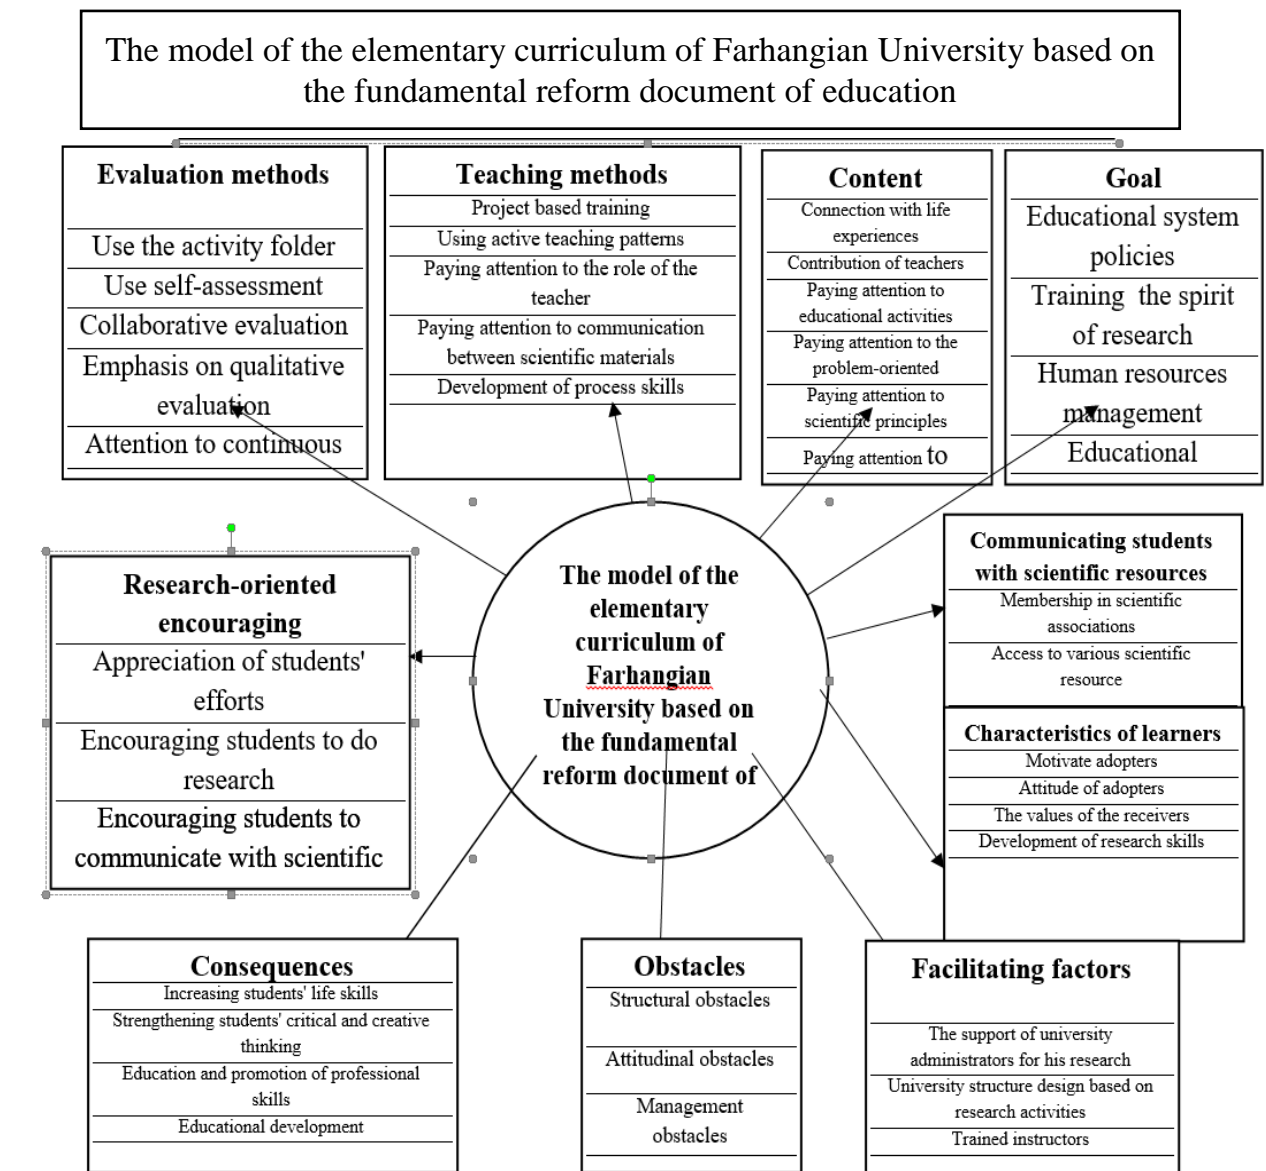 The model of the elementary curriculum of Farhangian University based on
the fundamental reform document of education
Evaluation methods
Use the activity folder
Use self-assessment
Collaborative evaluation
Emphasis on qualitative
evaluation
Attention to continuous
Teaching methods
Project based training
Using active teaching patterns
Paying attention to the role of the
teacher
Paying attention to communication
between scientific materials
Development of process skills
Content
Connection with life
experiences
Contribution of teachers
Paying attention to
educational activities
Paying attention to the
problem-oriented
Paying attention to
scientific principles
Paying attention to
Goal
Educational system
policies
Training the spirit
of research
Human resources
management
Educational
Research-oriented
encouraging
Appreciation of students'
efforts
Encouraging students to do
research
Encouraging students to
communicate with scientific
The model of the
elementary
curriculum of
Farhangian
University based on
the fundamental
reform document of
Communicating students
with scientific resources
Membership in scientific
associations
Access to various scientific
resource
Characteristics of learners
Motivate adopters
Attitude of adopters
The values of the receivers
Development of research skills
Consequences
Increasing students' life skills
Strengthening students' critical and creative
thinking
Education and promotion of professional
skills
Educational development
Obstacles
Structural obstacles
Attitudinal obstacles
Management
obstacles
Facilitating factors
The support of university
administrators for his research
University structure design based on
research activities
Trained instructors